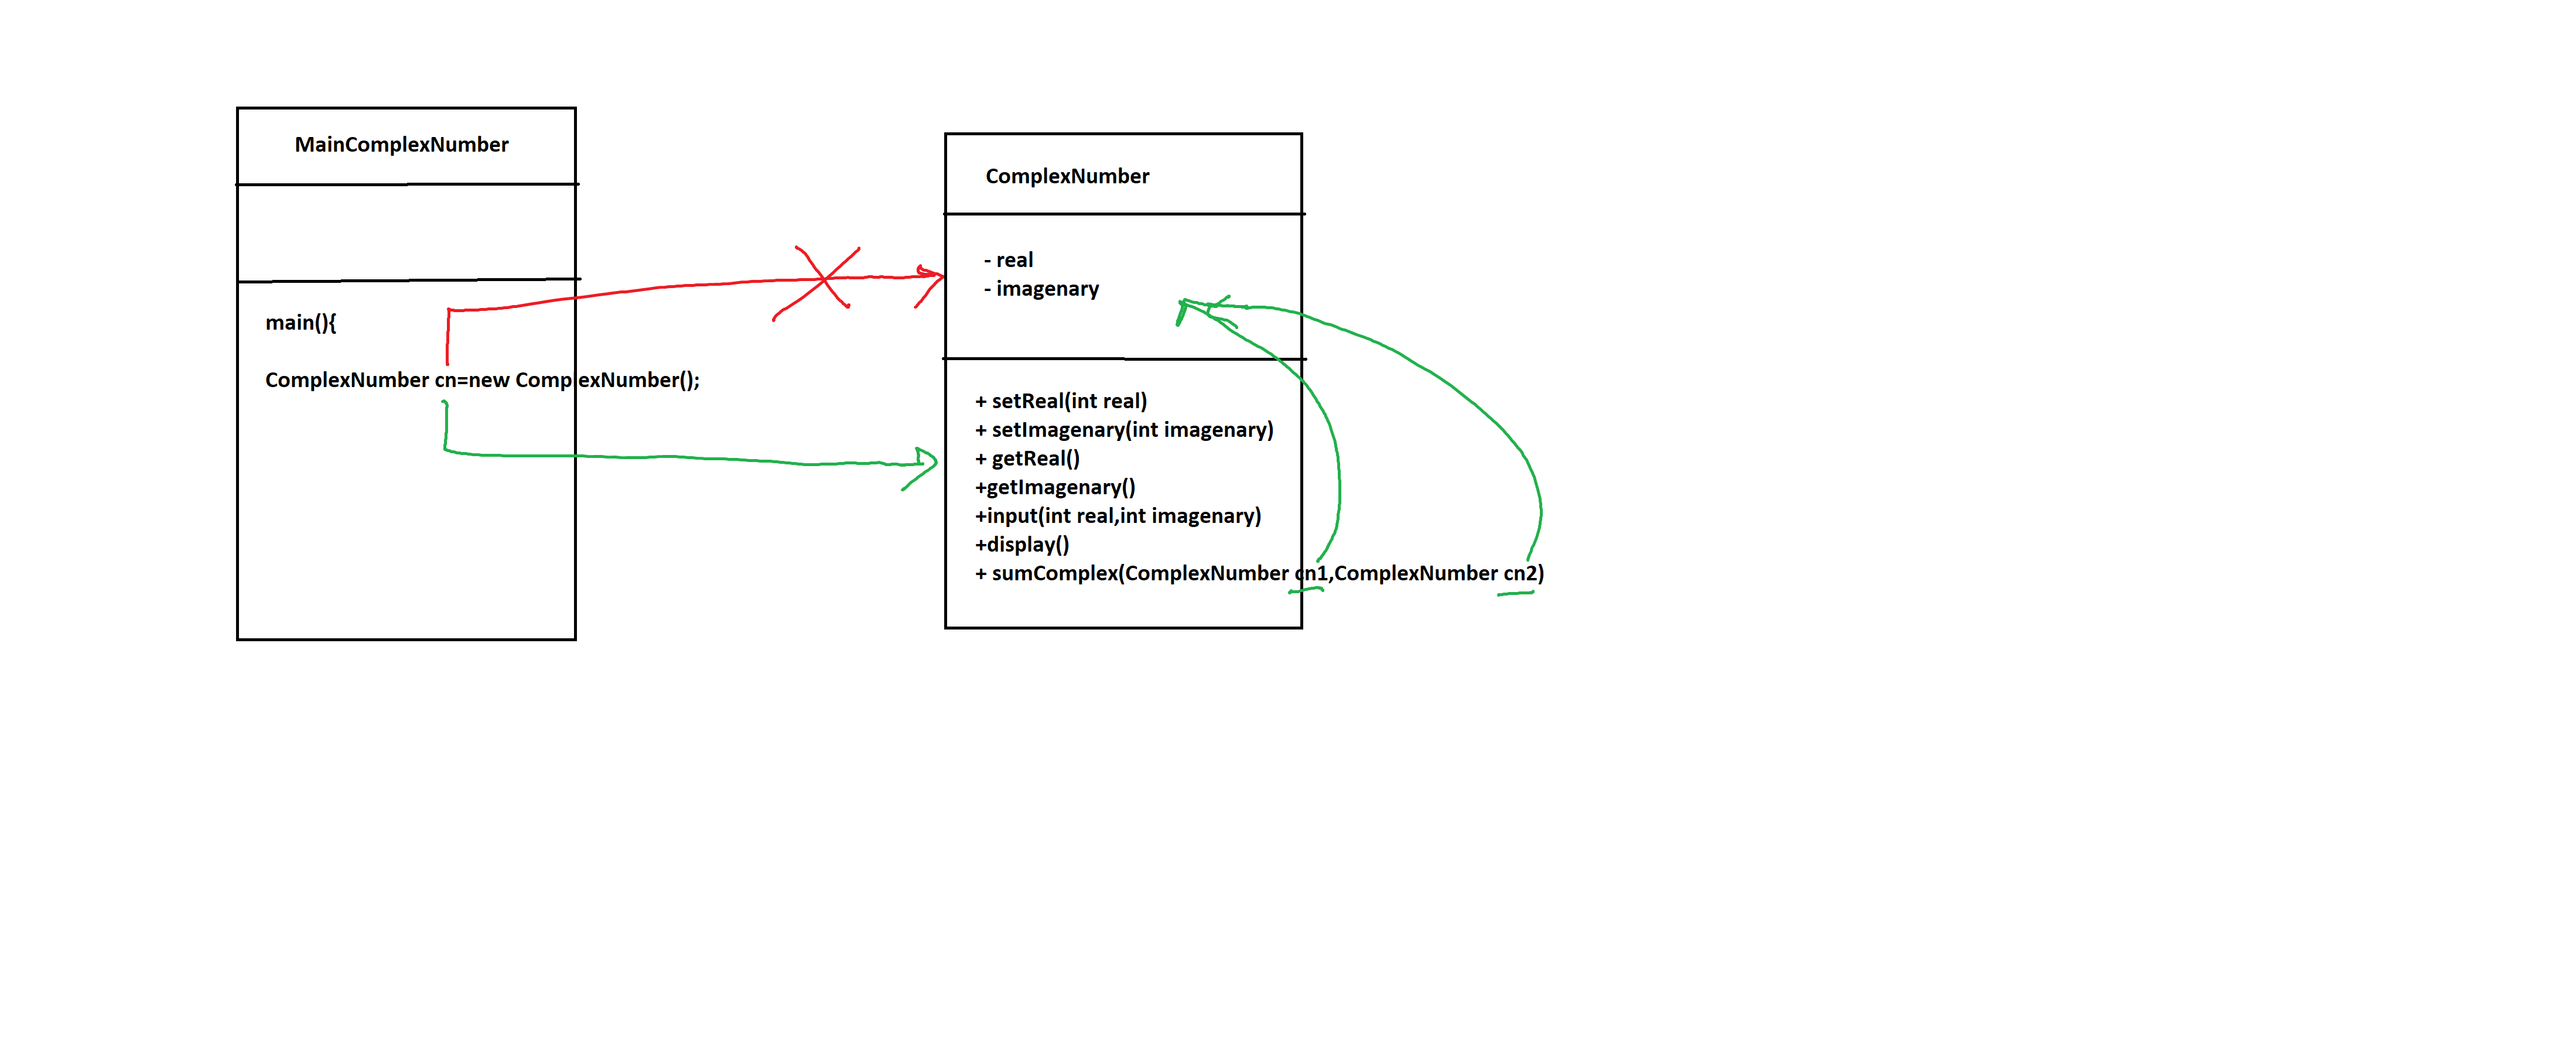 MainComplexNumber
main(){
ComplexNumber cn=new ComplexNumber();
ComplexNumber
- real
- imagenary
+ setReal(int real)
+ setImagenary(int imagenary)
+ getReal()
+getImagenary()
+input(int real,int imagenary)
+display()
+ sumComplex(ComplexNumber cn1,ComplexNumber cn2)